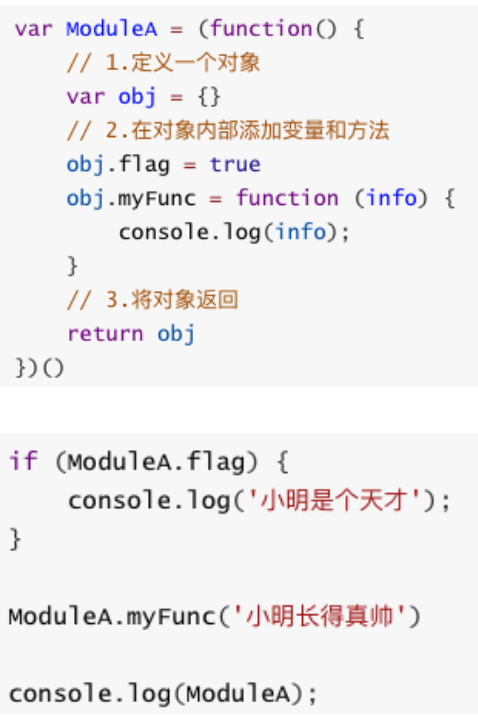 var ModuleA = (function() {
    // 1.定义一个对象
    var obj = {}
    // 2.在对象内部添加变量和方法
    obj.flag = true
    obj.myFunc = function (info) {
        console.log(info);
    }
    // 3.将对象返回
    return obj
})()
if (ModuleA.flag) {
    console.log('小明是个天才');
}
ModuleA.myFunc('小明长得真帅')
console.log(ModuleA);